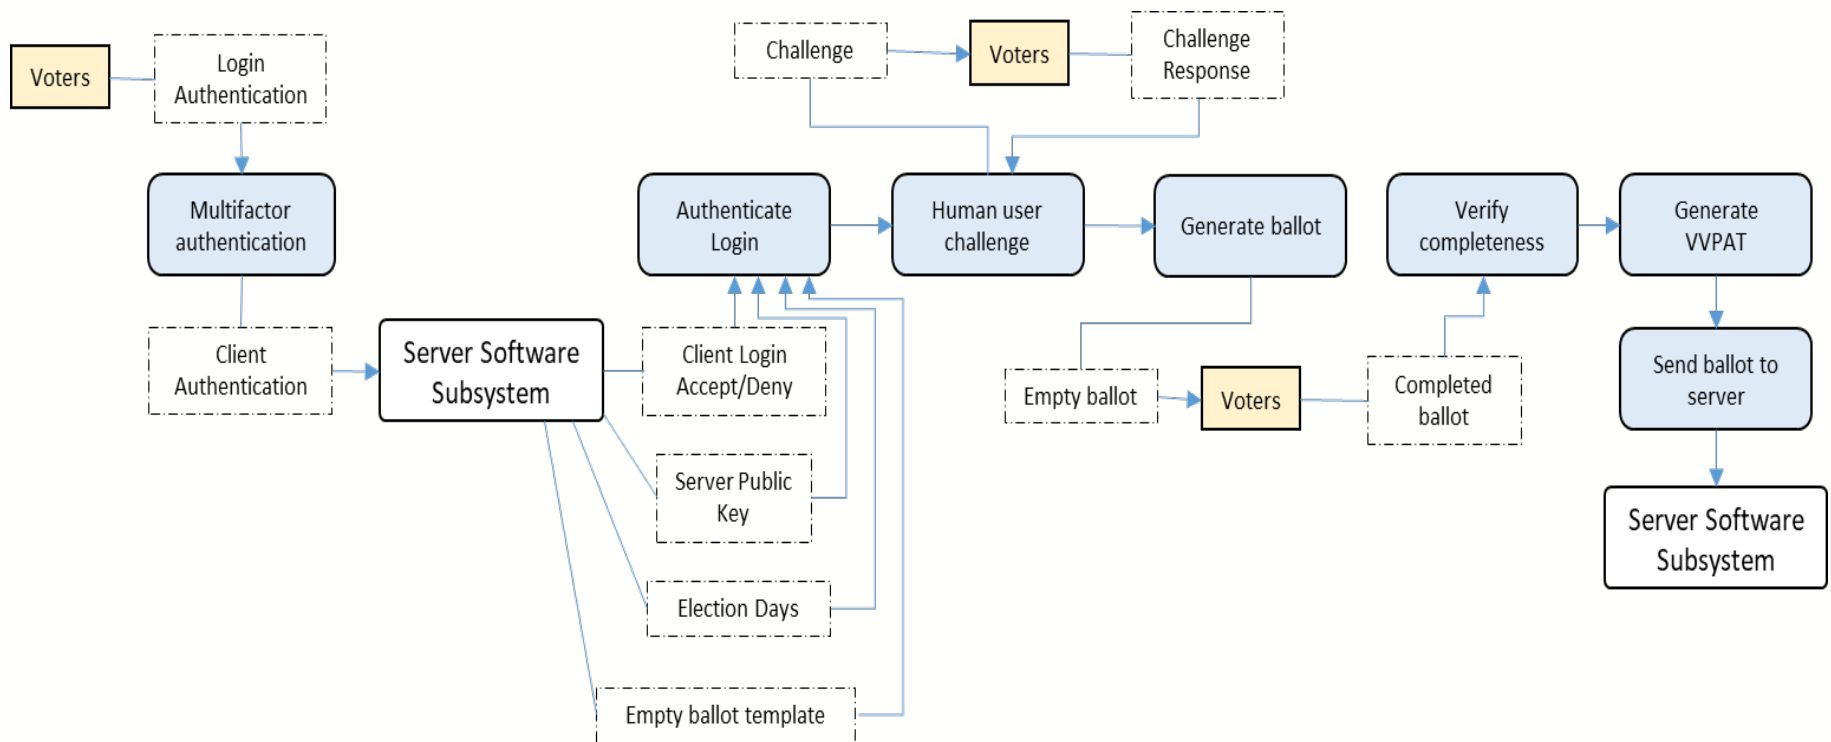 Voters
Login
Authentication
Challenge
Voters
Challenge
Response
Multifactor
authentication
Authenticate
Login
Human user
challenge
Generate ballot
Verify
completeness
Generate
VVPAT
Client
Authentication
Server Software
Subsystem
Client Login
Accept/Deny
Empty ballot
Voters
Completed
ballot
Send ballot to
server
Server Public
Key
Server Software
Subsystem
Election Days
Empty ballot template